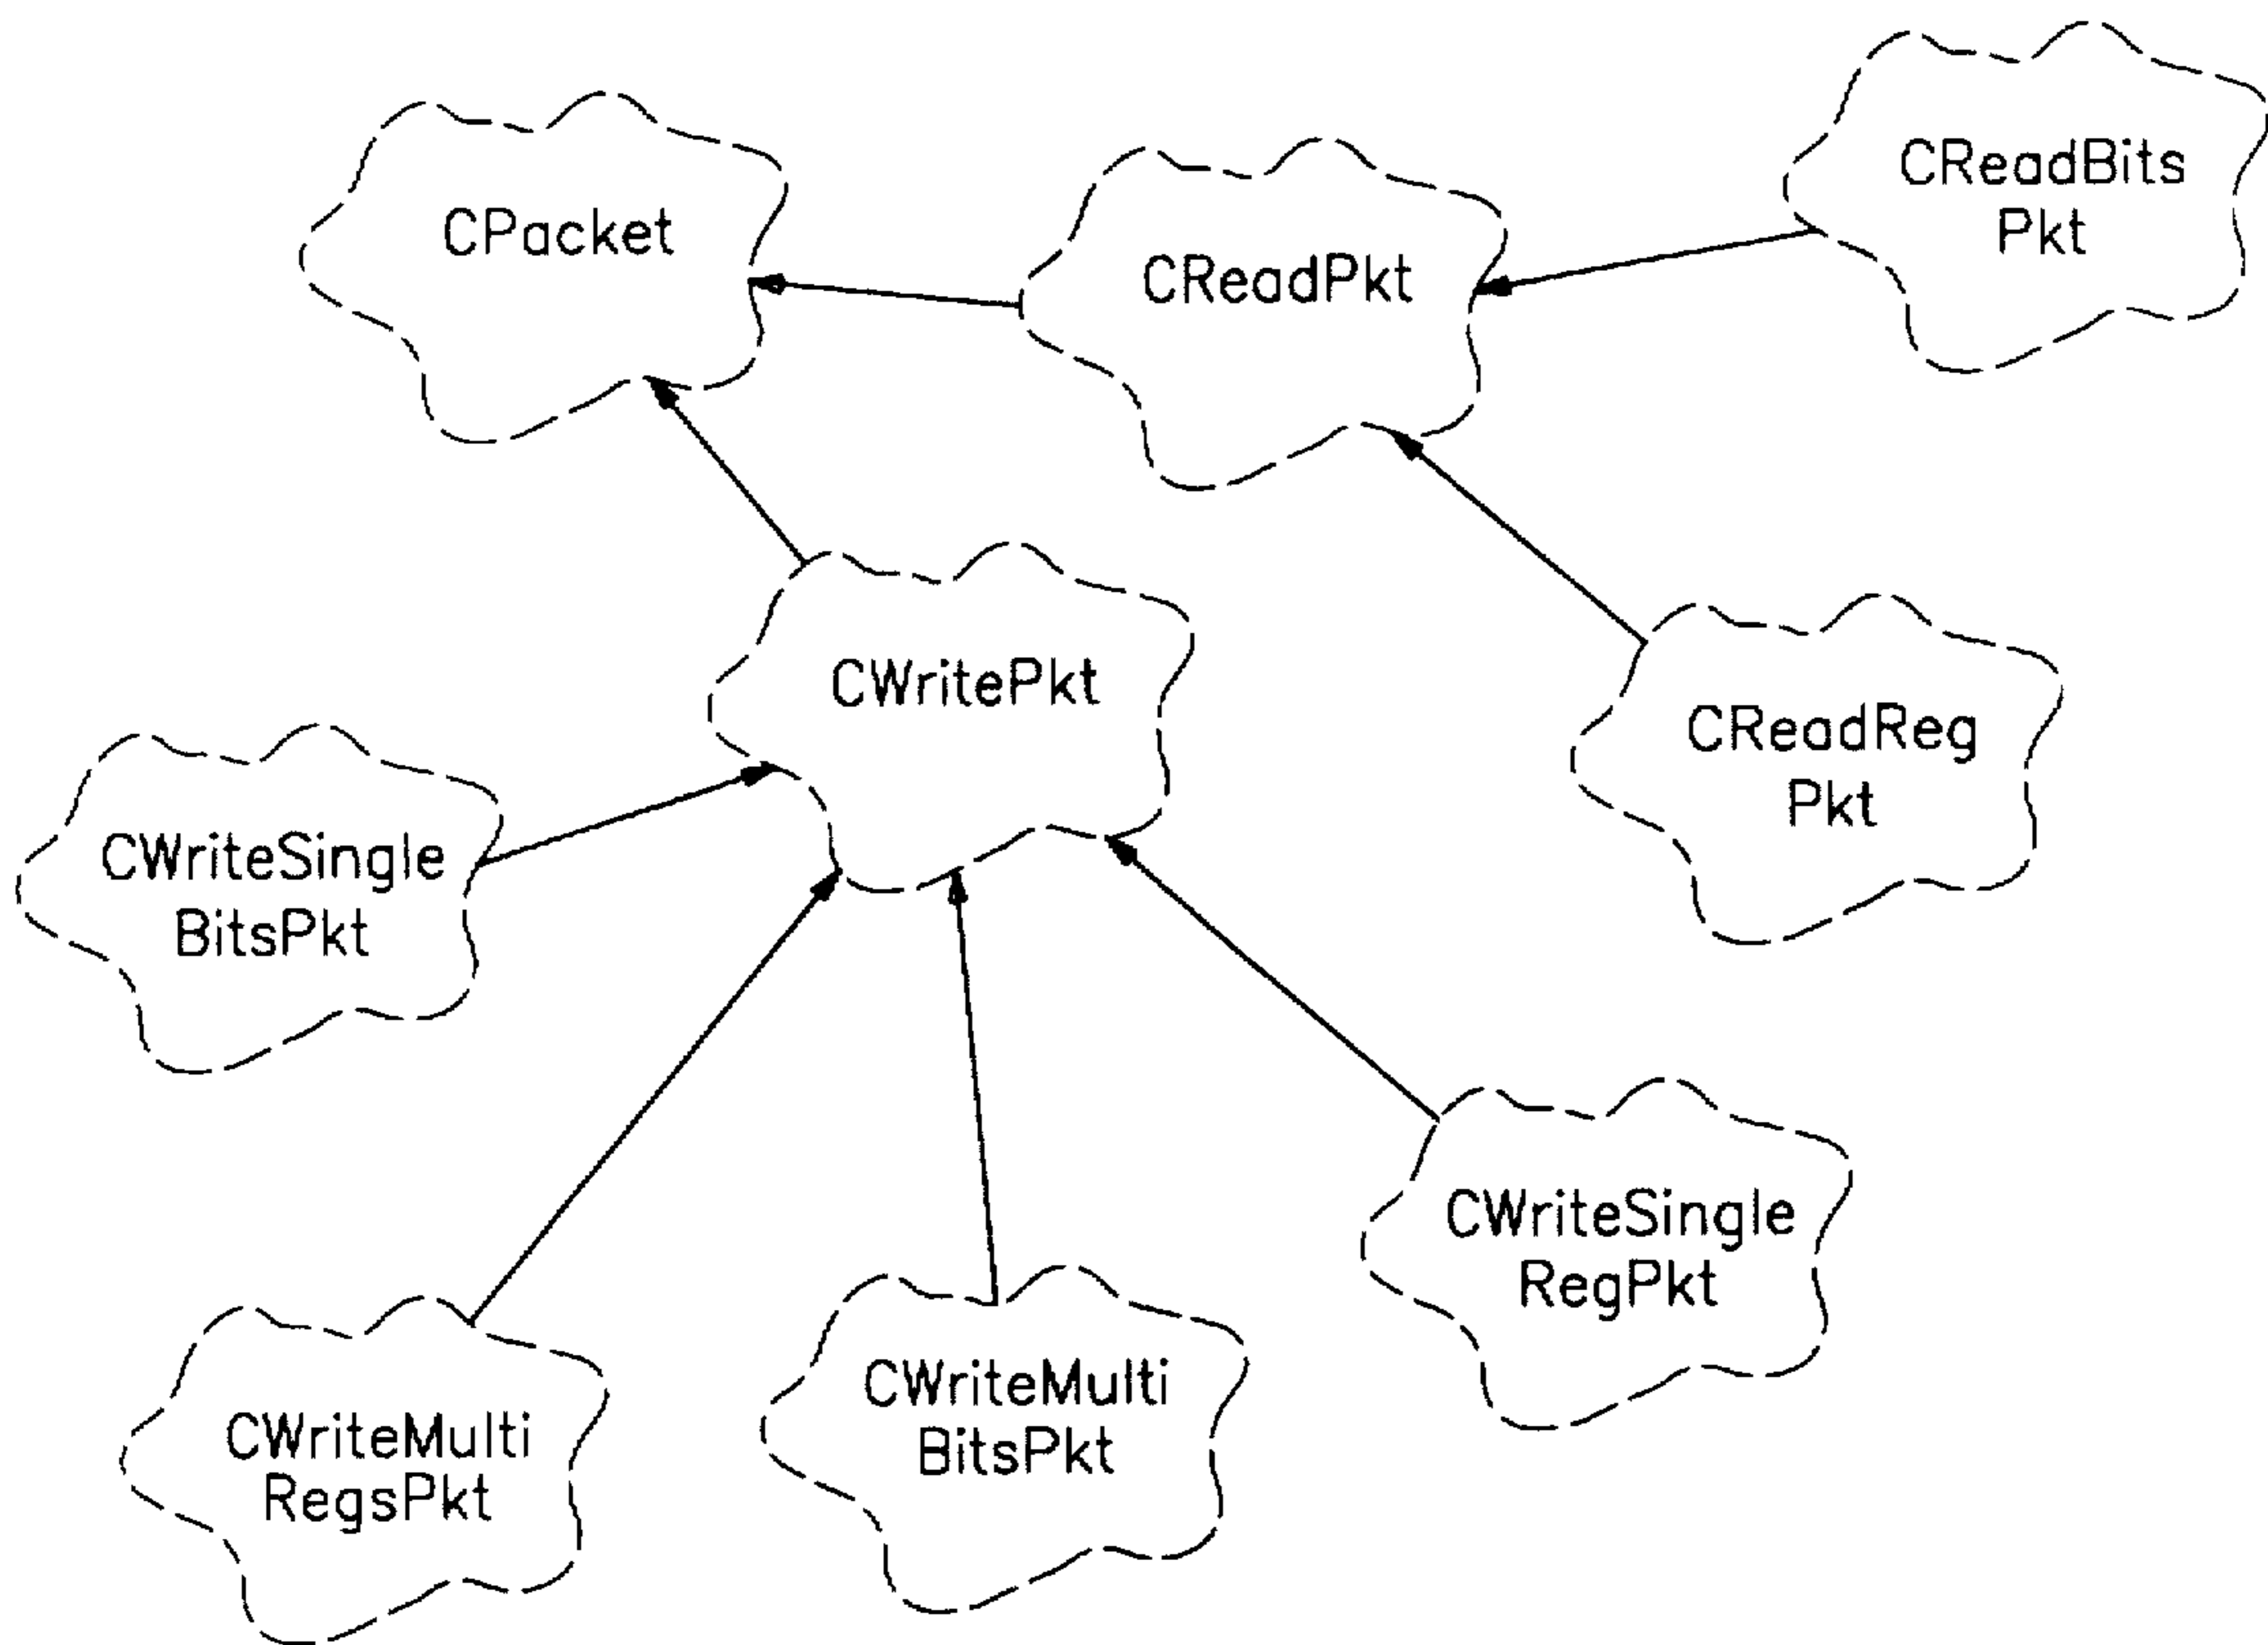 CPacket
CReadPkt
CReadBits
Pkt
CWritePkt
CReadReg
Pkt
CWriteSingle
BitsPkt
CWriteSingle
RegPkt
CWriteMulti
RegsPkt
CWriteMulti
BitsPkt